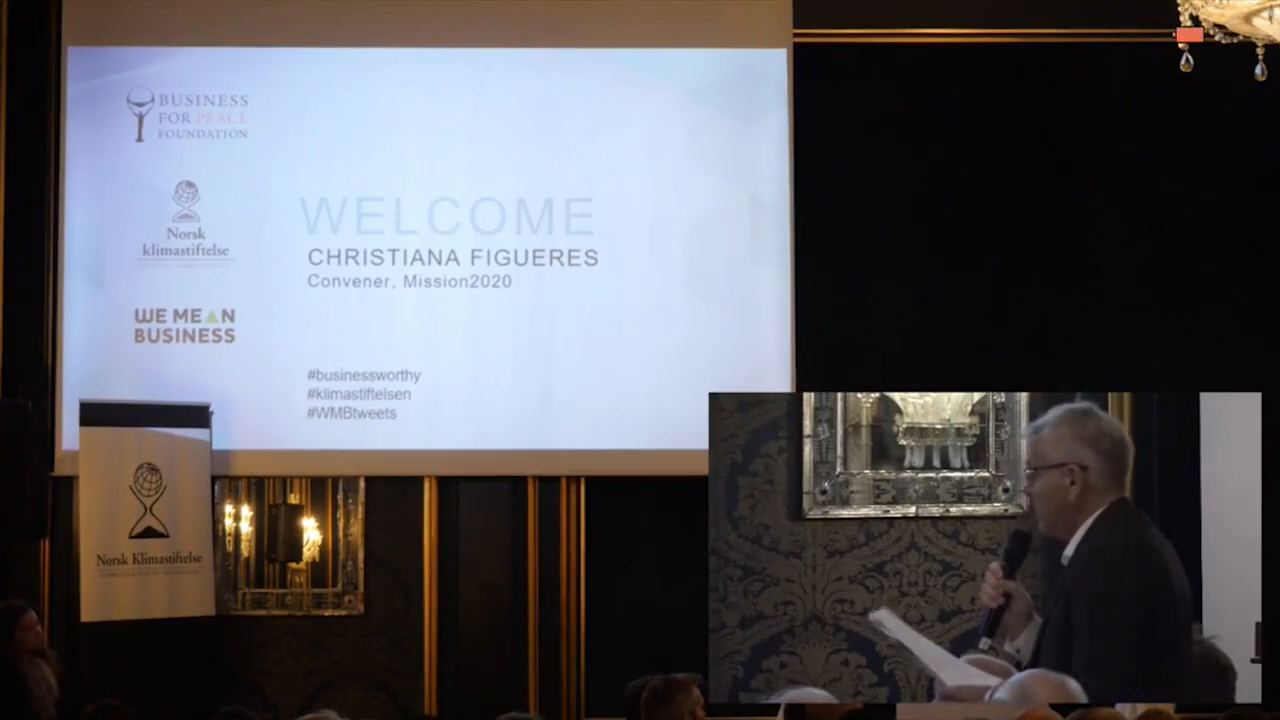 BUSINESS
FOR PEACE
FOUNDATION
Norsk
klimastiftelse
WE MEAN
BUSINESS
WELCOME
CHRISTIANA FIGUERES
Convener, Mission2020
#businessworthy
#klimastiftelsen
#WMBtweets
Norsk Klimastiftelse